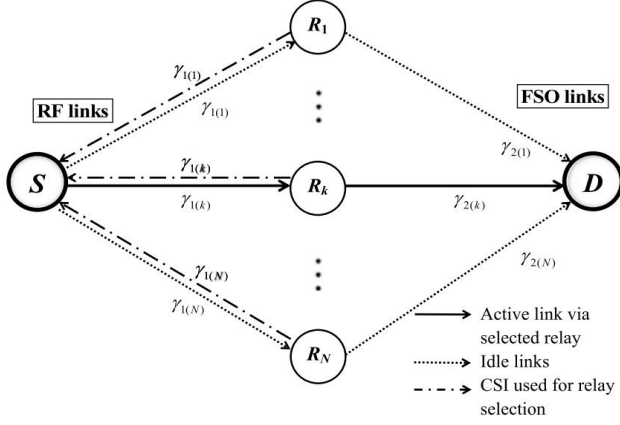 R₁
γ₁₍₁₎
γ₁₍₁₎
RF links
FSO links
γ₂₍₁₎
S
γ₁₍ₖ₎
Rₖ
D
γ₁₍ₖ₎
γ₂₍ₖ₎
γ₁₍N₎
γ₂₍N₎
γ₁₍N₎
R_N
Active link via
selected relay
Idle links
CSI used for relay
selection